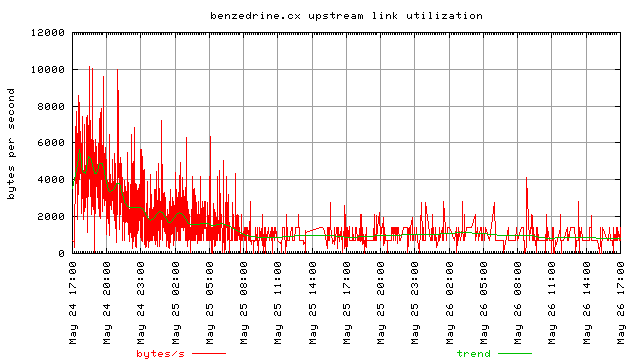 benzedrine.cx upstream link utilization
12000
10000
8000
6000
4000
2000
0
bytes per second
May 24 17:00
May 24 20:00
May 24 23:00
May 25 02:00
May 25 05:00
May 25 08:00
May 25 11:00
May 25 14:00
May 25 17:00
May 25 20:00
May 25 23:00
May 26 02:00
May 26 05:00
May 26 08:00
May 26 11:00
May 26 14:00
May 26 17:00
bytes/s
trend